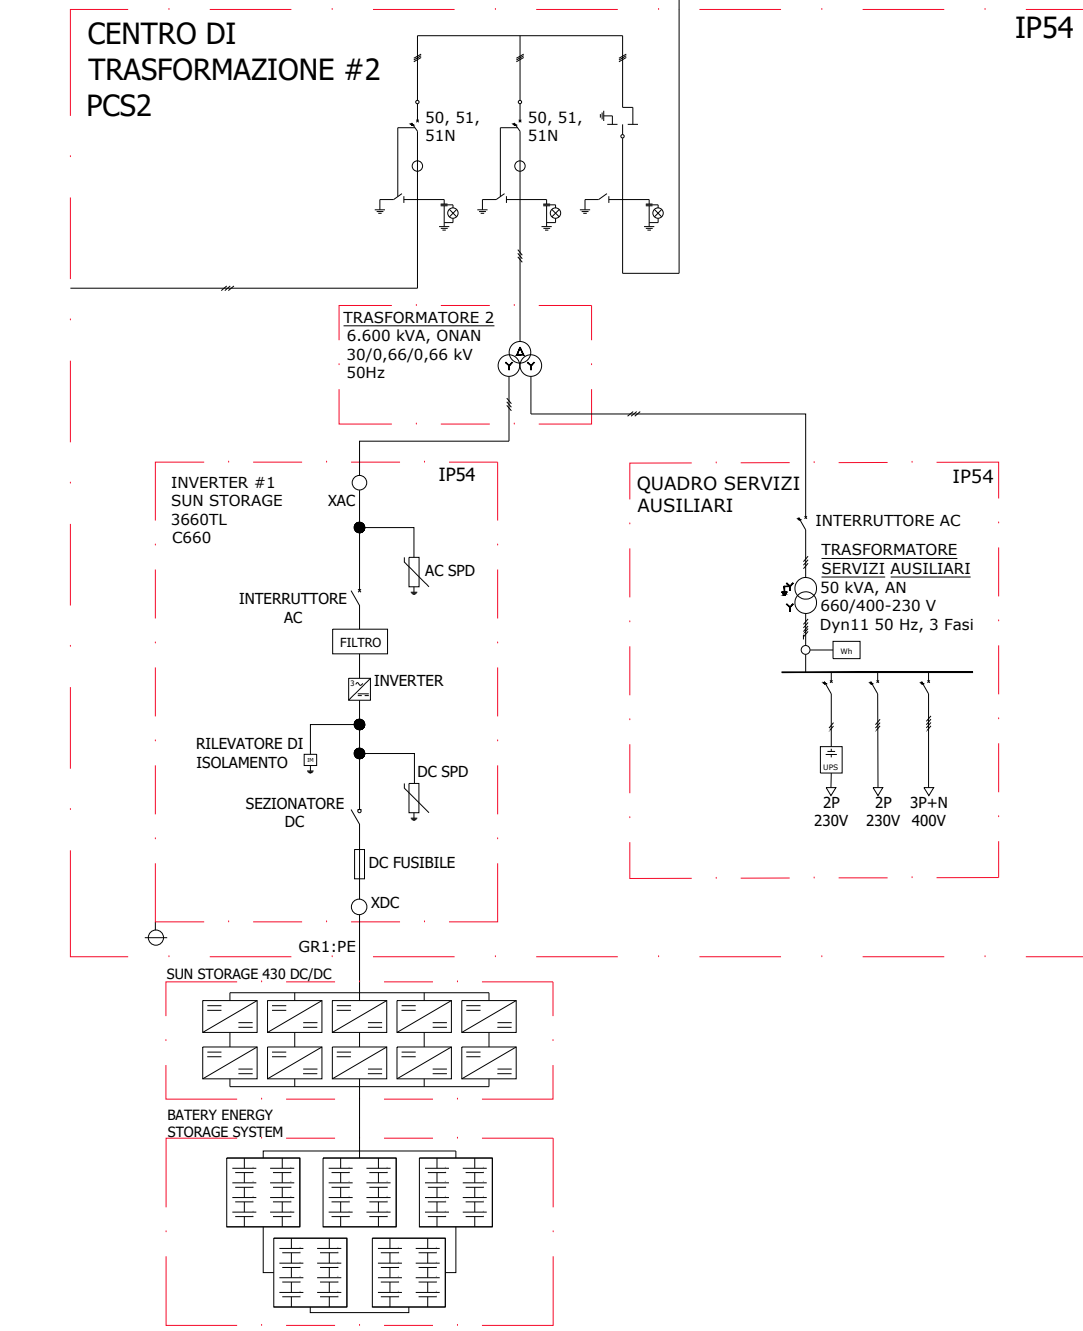 CENTRO DI
TRASFORMAZIONE #2
PCS2
IP54
50, 51,
51N
50, 51,
51N
TRASFORMATORE 2
6.600 kVA, ONAN
30/0,66/0,66 kV
50Hz
Δ
Y Y
INVERTER #1
SUN STORAGE
3660TL
C660
IP54
XAC
AC SPD
INTERRUTTORE
AC
FILTRO
3
INVERTER
RILEVATORE DI
ISOLAMENTO
IM
DC SPD
SEZIONATORE
DC
DC FUSIBILE
XDC
GR1:PE
QUADRO SERVIZI
AUSILIARI
IP54
INTERRUTTORE AC
TRASFORMATORE
SERVIZI AUSILIARI
50 kVA, AN
660/400-230 V
Dyn11 50 Hz, 3 Fasi
Y
Y
Wh
UPS
2P
230V
2P
230V
3P+N
400V
SUN STORAGE 430 DC/DC
BATERY ENERGY
STORAGE SYSTEM